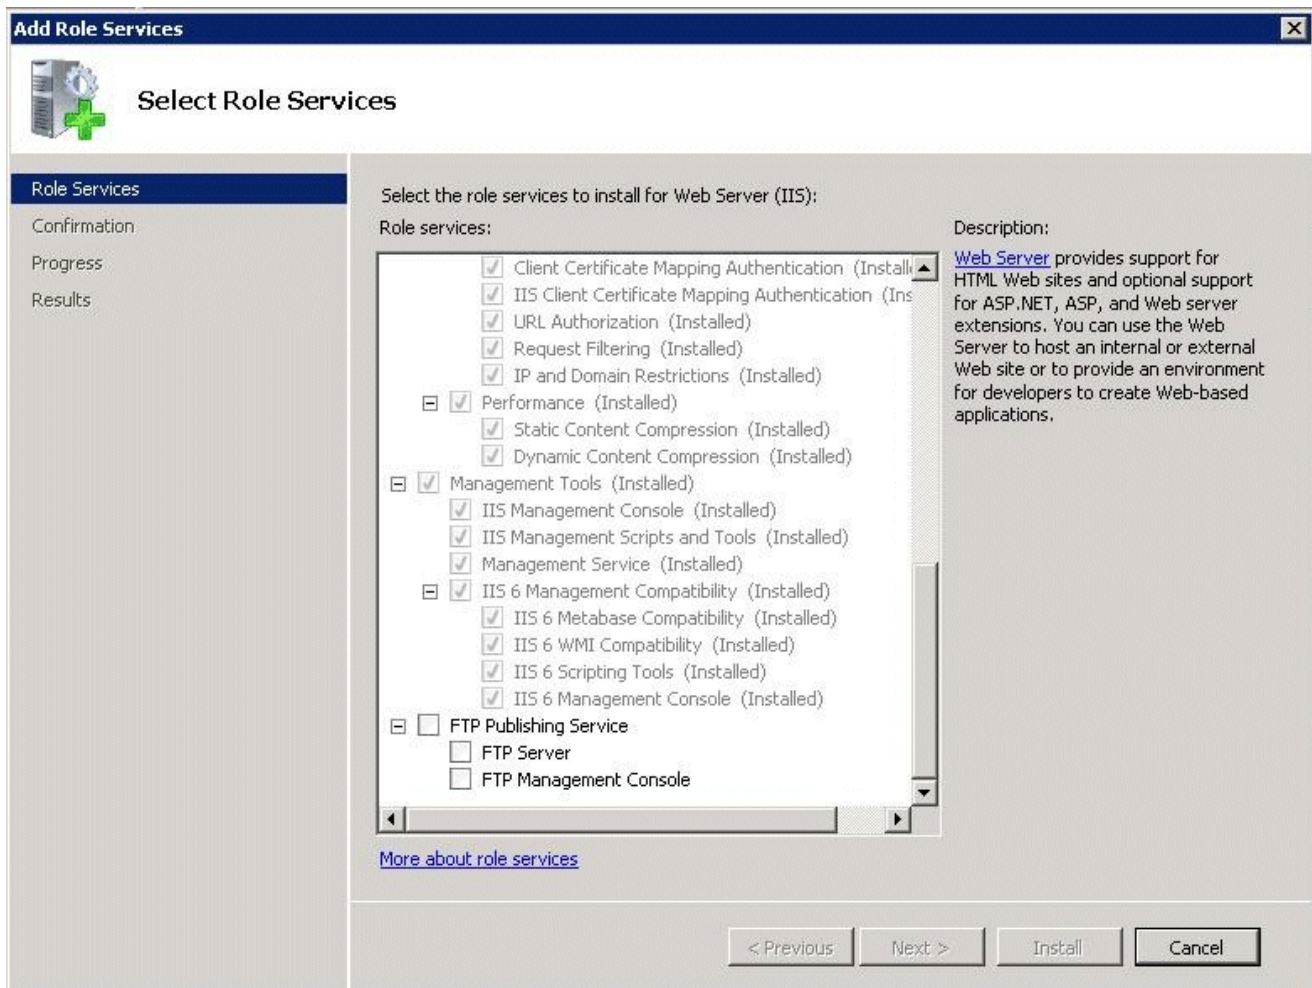 Add Role Services
Select Role Services
Role Services
Confirmation
Progress
Results
Select the role services to install for Web Server (IIS):
Role services:
Client Certificate Mapping Authentication (Install
IIS Client Certificate Mapping Authentication (Ins
URL Authorization (Installed)
Request Filtering (Installed)
IP and Domain Restrictions (Installed)
Performance (Installed)
Static Content Compression (Installed)
Dynamic Content Compression (Installed)
Management Tools (Installed)
IIS Management Console (Installed)
IIS Management Scripts and Tools (Installed)
Management Service (Installed)
IIS 6 Management Compatibility (Installed)
IIS 6 Metabase Compatibility (Installed)
IIS 6 WMI Compatibility (Installed)
IIS 6 Scripting Tools (Installed)
IIS 6 Management Console (Installed)
FTP Publishing Service
FTP Server
FTP Management Console
More about role services
Description:
Web Server provides support for
HTML Web sites and optional support
for ASP.NET, ASP, and Web server
extensions. You can use the Web
Server to host an internal or external
Web site or to provide an environment
for developers to create Web-based
applications.
< Previous
Next >
Install
Cancel